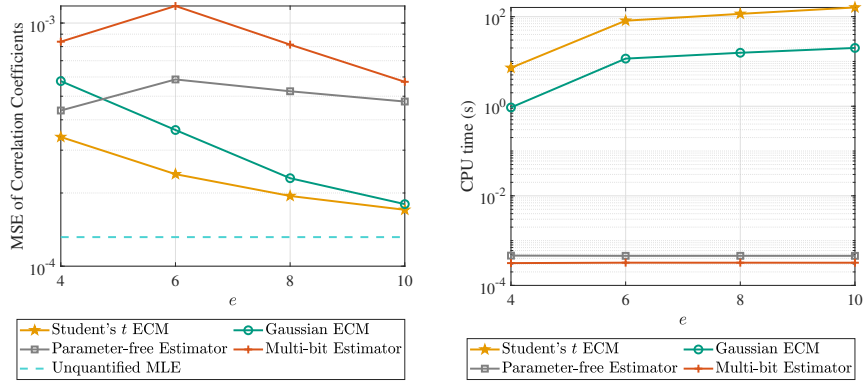 MSE of Correlation Coefficients
10^-3
10^-4
4 6 8 10
e
Student's t ECM Gaussian ECM
Parameter-free Estimator Multi-bit Estimator
Unquantified MLE
CPU time (s)
10^2
10^0
10^-2
10^-4
4 6 8 10
e
Student's t ECM Gaussian ECM
Parameter-free Estimator Multi-bit Estimator